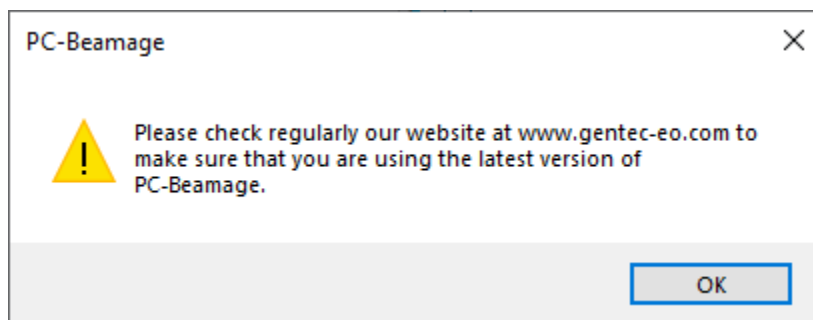 PC-Beamage
Please check regularly our website at www.gentec-eo.com to
make sure that you are using the latest version of
PC-Beamage.
OK